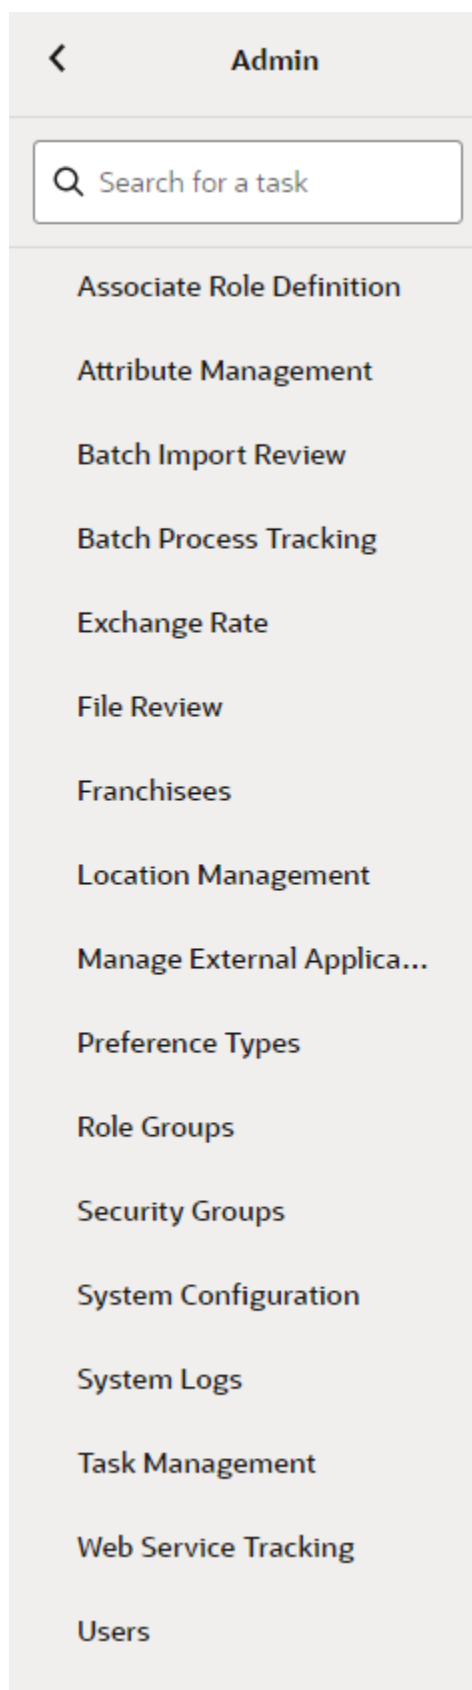 Admin
Search for a task
Associate Role Definition
Attribute Management
Batch Import Review
Batch Process Tracking
Exchange Rate
File Review
Franchisees
Location Management
Manage External Applica...
Preference Types
Role Groups
Security Groups
System Configuration
System Logs
Task Management
Web Service Tracking
Users